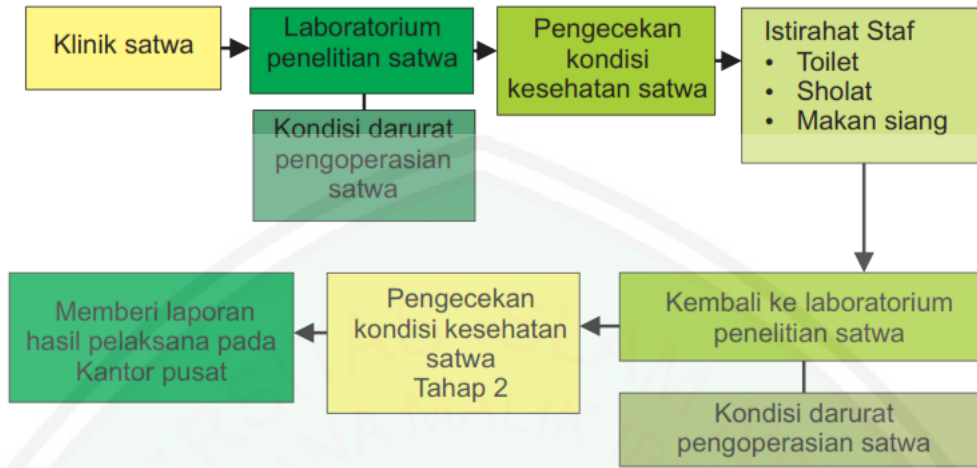 Klinik satwa
Laboratorium
penelitian satwa
Kondisi darurat
pengoperasian
satwa
Pengecekan
kondisi
kesehatan satwa
Istirahat Staf
• Toilet
• Sholat
• Makan siang
Kembali ke laboratorium
penelitian satwa
Kondisi darurat
pengoperasian satwa
Pengecekan
kondisi kesehatan
satwa
Tahap 2
Memberi laporan
hasil pelaksana pada
Kantor pusat